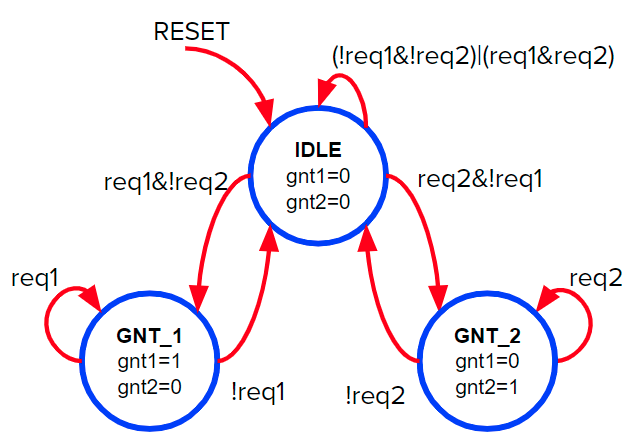 RESET
(!req1&!req2)|(req1&req2)
IDLE
gnt1=0
gnt2=0
req1&!req2
req2&!req1
req1
GNT_1
gnt1=1
gnt2=0
!req1
req2
GNT_2
gnt1=0
gnt2=1
!req2